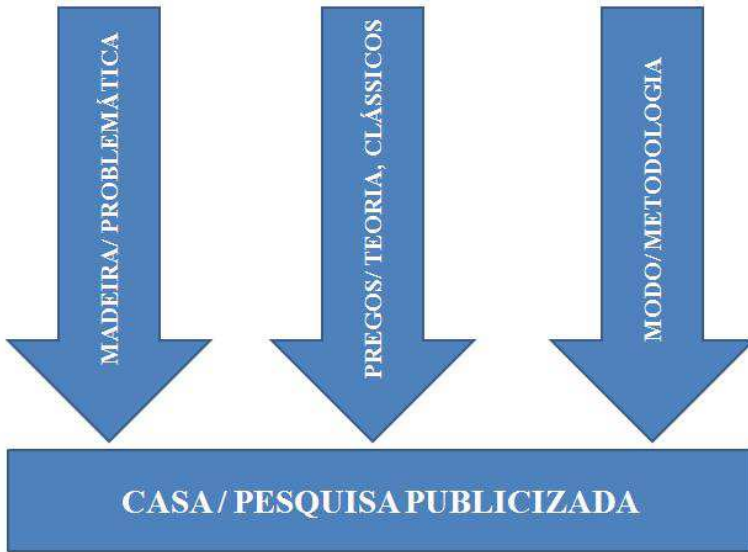 MADEIRA/ PROBLEMÁTICA
PREGOS/ TEORIA, CLÁSSICOS
MODO/ METODOLOGIA
CASA / PESQUISA PUBLICIZADA